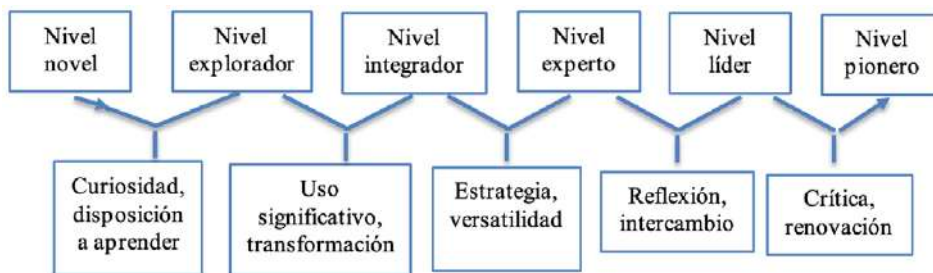 Nivel
novel
Nivel
explorador
Nivel
integrador
Nivel
experto
Nivel
líder
Nivel
pionero
Curiosidad,
disposición
a aprender
Uso
significativo,
transformación
Estrategia,
versatilidad
Reflexión,
intercambio
Crítica,
renovación